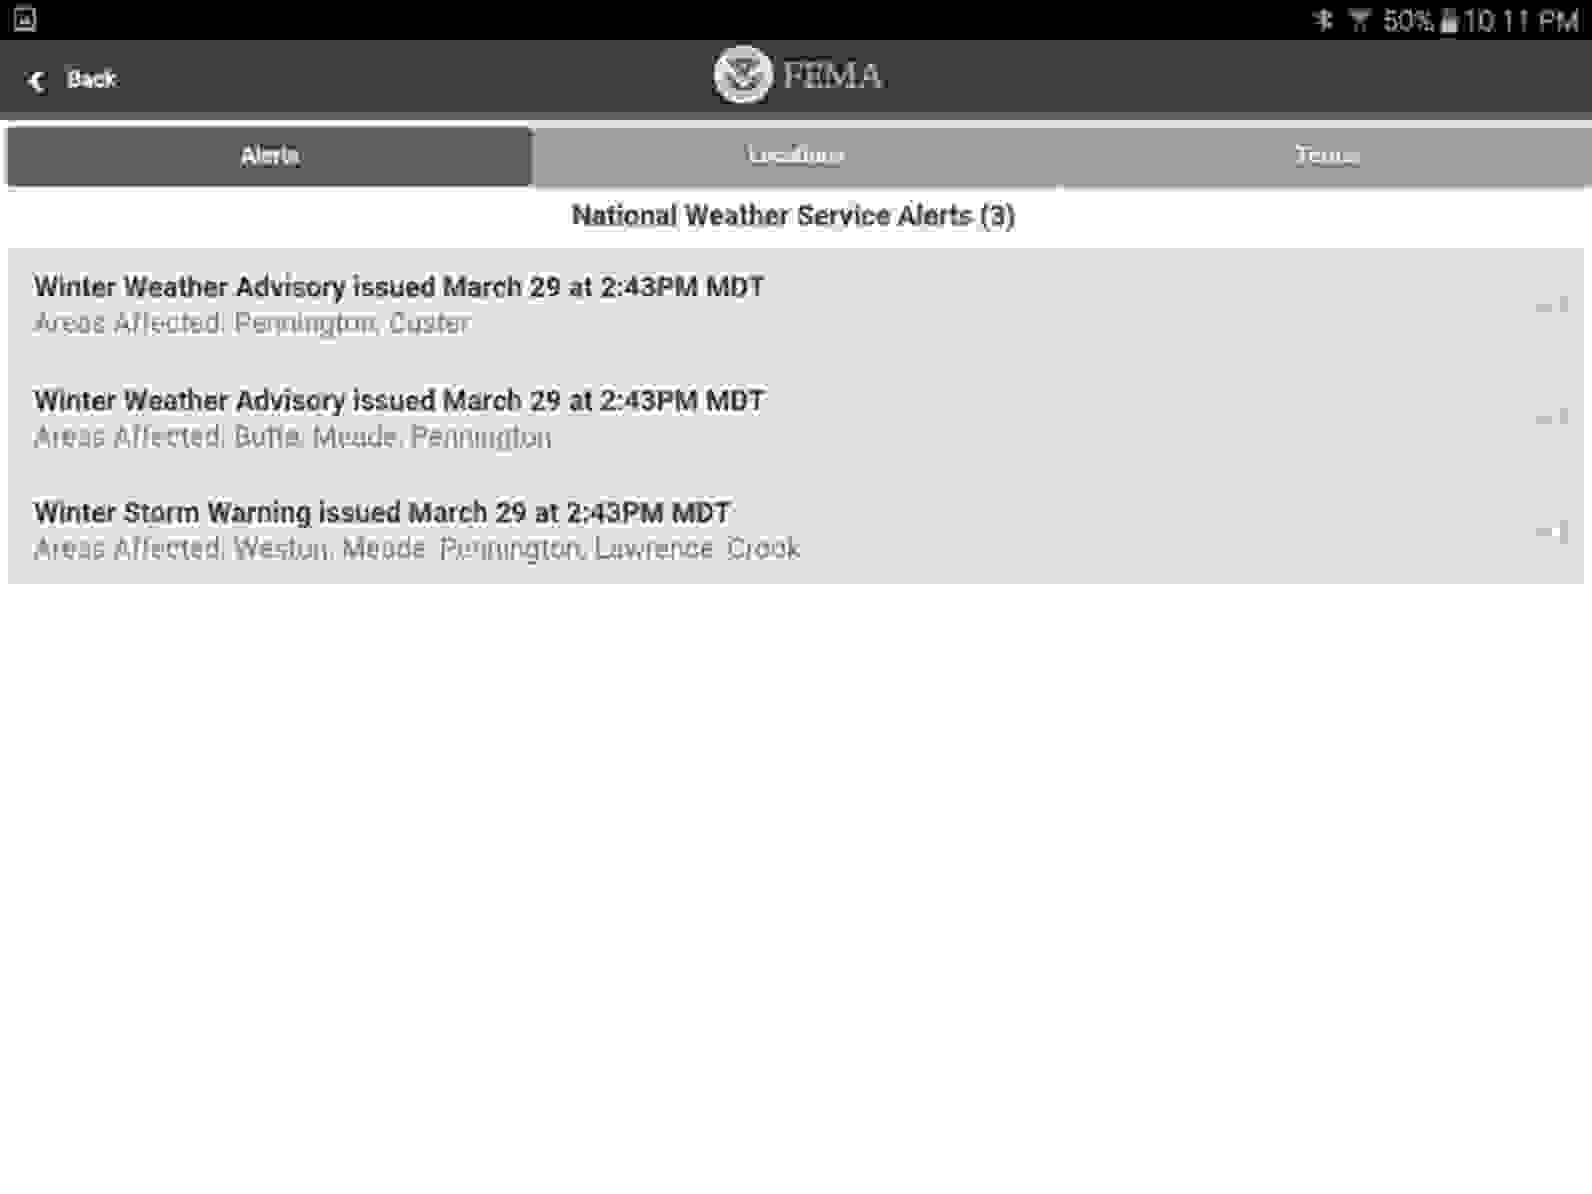 50% 10:11 PM
Back
FEMA
Alerts
Locations
Terms
National Weather Service Alerts (3)
Winter Weather Advisory issued March 29 at 2:43PM MDT
Areas Affected: Pennington, Custer
Winter Weather Advisory issued March 29 at 2:43PM MDT
Areas Affected: Butte, Meade, Pennington
Winter Storm Warning issued March 29 at 2:43PM MDT
Areas Affected: Weston, Meade, Pennington, Lawrence, Crook